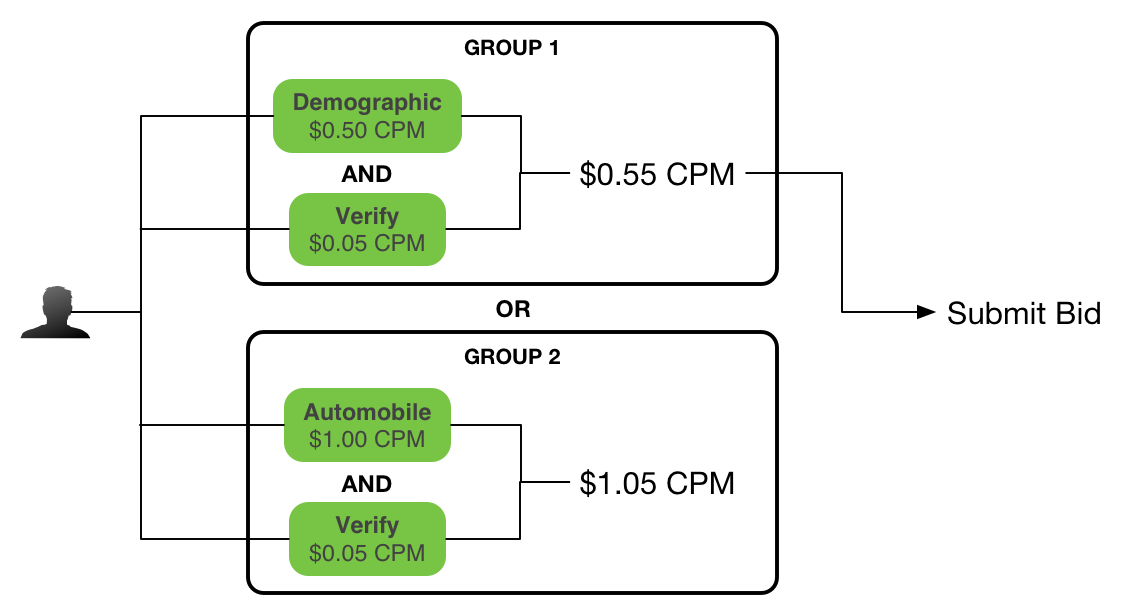 GROUP 1
Demographic
$0.50 CPM
AND
Verify
$0.05 CPM
$0.55 CPM
OR
Submit Bid
GROUP 2
Automobile
$1.00 CPM
AND
Verify
$0.05 CPM
$1.05 CPM